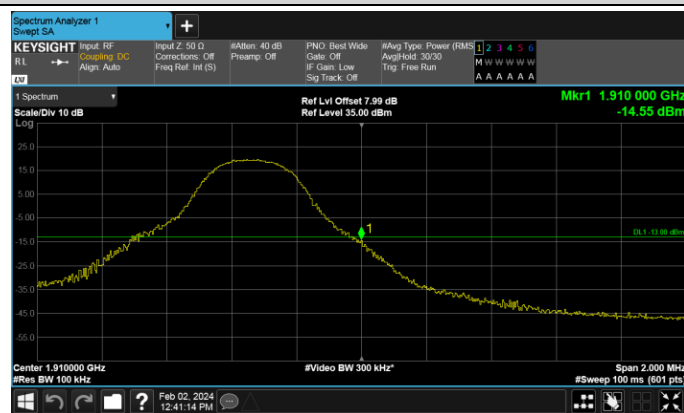 Spectrum Analyzer 1
Swept SA
+
KEYSIGHT
RL
LXI
Input: RF
Coupling: DC
Align: Auto
Input Z: 50 Ω
Corrections: Off
Freq Ref: Int (S)
#Atten: 40 dB
Preamp: Off
PNO: Best Wide
Gate: Off
IF Gain: Low
Sig Track: Off
#Avg Type: Power (RMS
Avg|Hold: 30/30
Trig: Free Run
1 2 3 4 5 6
M W W W W W
A A A A A A
1 Spectrum
Scale/Div 10 dB
Ref Lvl Offset 7.99 dB
Ref Level 35.00 dBm
Mkr1 1.910 000 GHz
-14.55 dBm
Log
25.0
15.0
5.00
-5.00
1
DL1 -13.00 dBm
-15.0
-25.0
-35.0
-45.0
-55.0
Center 1.910000 GHz
#Video BW 300 kHz*
Span 2.000 MHz
#Res BW 100 kHz
#Sweep 100 ms (601 pts)
?
Feb 02, 2024
12:41:14 PM